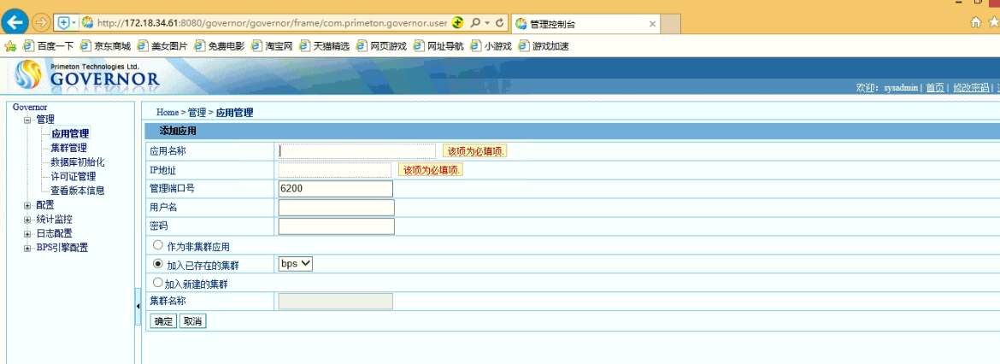 http://172.18.34.61:8080/governor/governor/frame/com.primeton.governor.user
管理控制台
百度一下 京东商城 美女图片 免费电影 淘宝网 天猫精选 网页游戏 网址导航 小游戏 游戏加速
Primeton Technologies Ltd.
GOVERNOR
欢迎：sysadmin | 首页 | 修改密码 |
Governor
管理
应用管理
集群管理
数据库初始化
许可证管理
查看版本信息
配置
统计监控
日志配置
BPS引擎配置
Home > 管理 > 应用管理
添加应用
应用名称 该项为必填项.
IP地址 该项为必填项.
管理端口号 6200
用户名
密码
作为非集群应用
加入已存在的集群 bps
加入新建的集群
集群名称
确定 取消